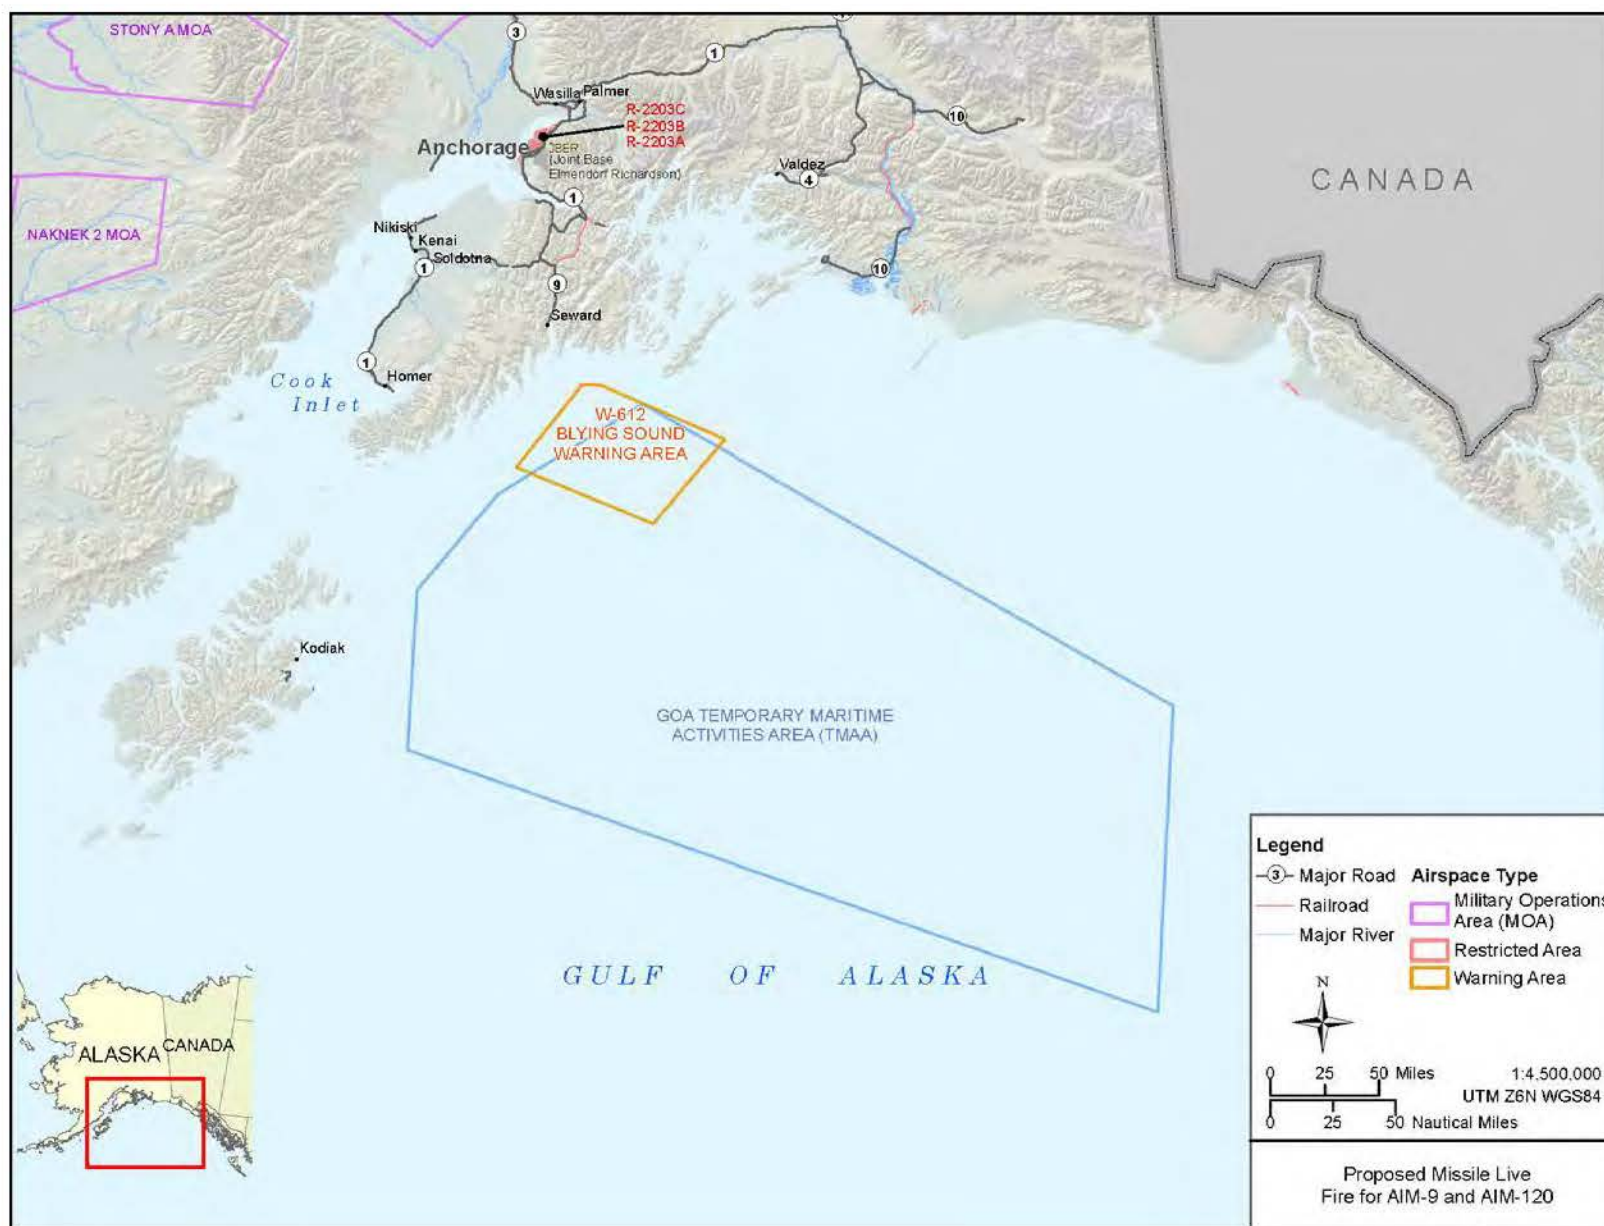 STONY A MOA
3
1
Wasilla
Palmer
R-2203C
R-2203B
R-2203A
10
Anchorage
JBER
(Joint Base
Elmendorf Richardson)
Valdez
4
CANADA
1
NAKNEK 2 MOA
Nikiski
Kenai
Soldotna
1
10
9
Seward
1
Homer
Cook
Inlet
W-612
BLYING SOUND
WARNING AREA
Kodiak
GOA TEMPORARY MARITIME
ACTIVITIES AREA (TMAA)
GULF OF ALASKA
ALASKA
CANADA
Legend
3 Major Road
Railroad
Major River
Airspace Type
Military Operations
Area (MOA)
Restricted Area
Warning Area
N
0 25 50 Miles
1:4,500,000
UTM Z6N WGS84
0 25 50 Nautical Miles
Proposed Missile Live
Fire for AIM-9 and AIM-120